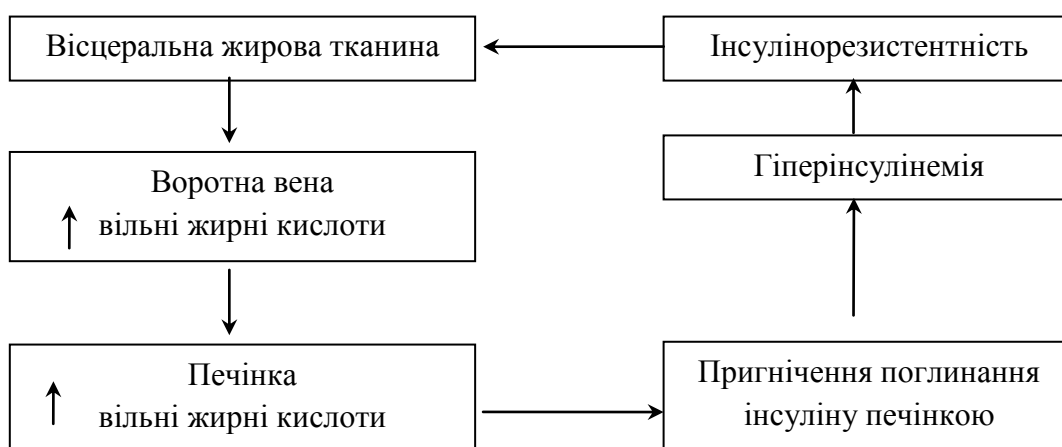 Вісцеральна жирова тканина
Інсулінорезистентність
Воротна вена
вільні жирні кислоти
Гіперінсулінемія
Печінка
вільні жирні кислоти
Пригнічення поглинання
інсуліну печінкою